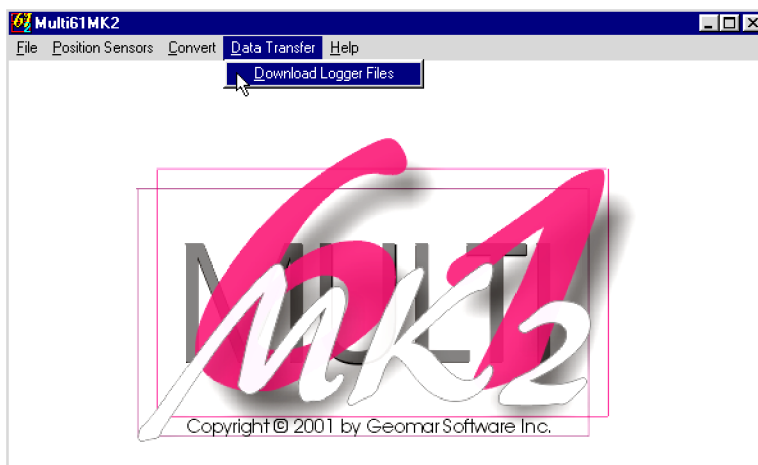 Multi61MK2
File Position Sensors Convert Data Transfer Help
Download Logger Files
61
MULTI
MK2
Copyright © 2001 by Geomar Software Inc.